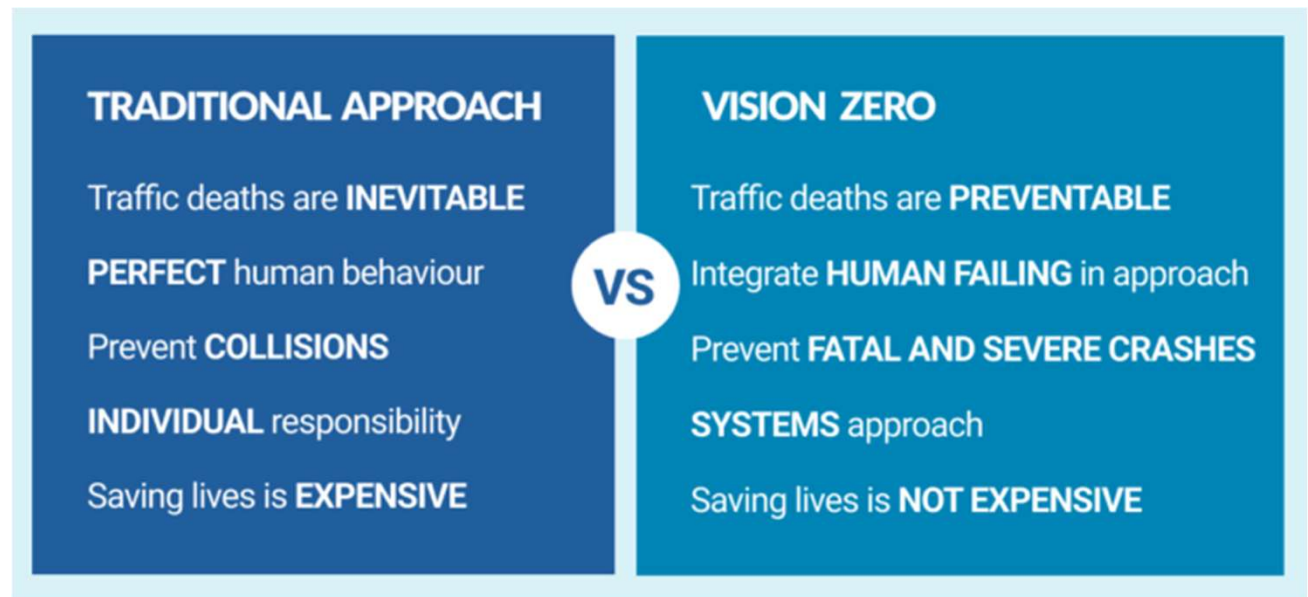 TRADITIONAL APPROACH
Traffic deaths are INEVITABLE
PERFECT human behaviour
Prevent COLLISIONS
INDIVIDUAL responsibility
Saving lives is EXPENSIVE
VS
VISION ZERO
Traffic deaths are PREVENTABLE
Integrate HUMAN FAILING in approach
Prevent FATAL AND SEVERE CRASHES
SYSTEMS approach
Saving lives is NOT EXPENSIVE